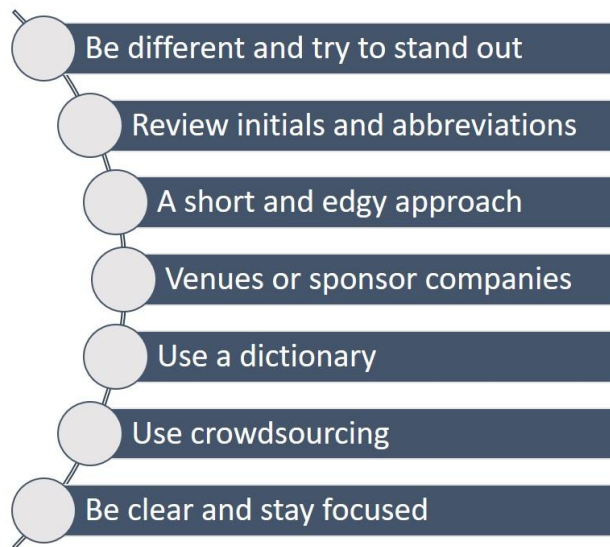 Be different and try to stand out
Review initials and abbreviations
A short and edgy approach
Venues or sponsor companies
Use a dictionary
Use crowdsourcing
Be clear and stay focused